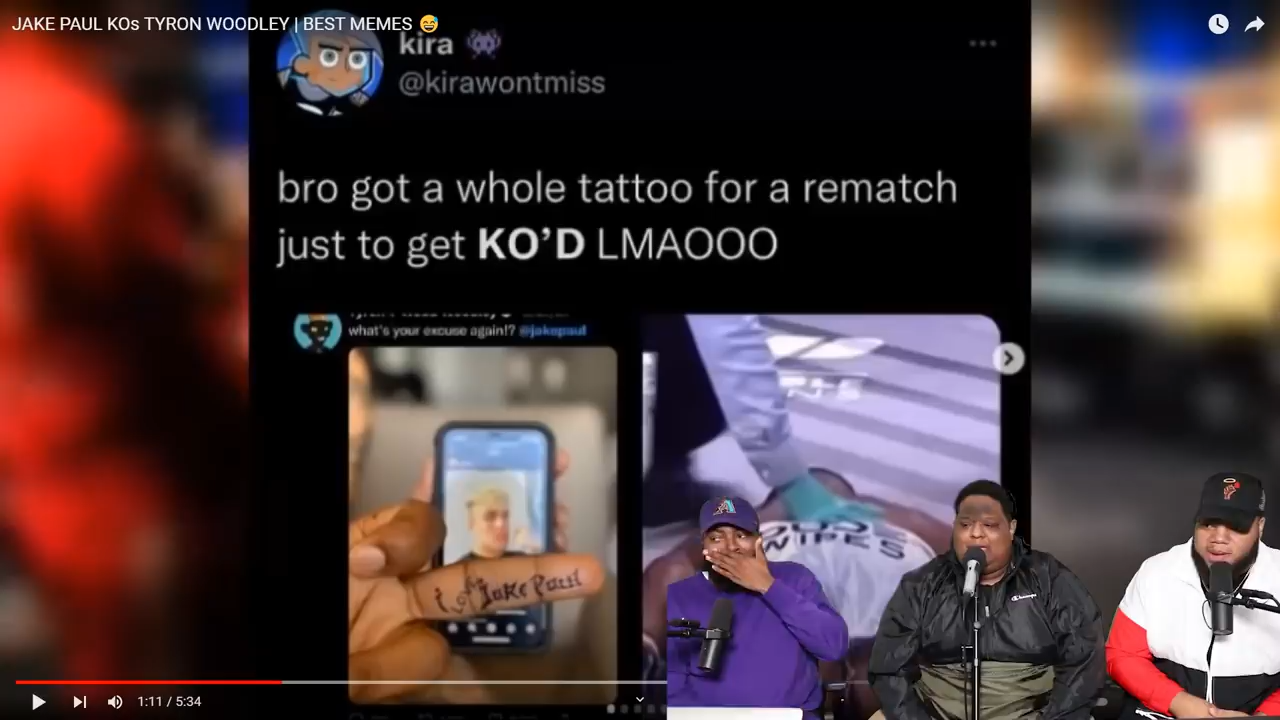 JAKE PAUL KOs TYRON WOODLEY | BEST MEMES 😅
kira 👾
@kirawontmiss
bro got a whole tattoo for a rematch
just to get KO’D LMAOOO
what's your excuse again!? @jakepaul
I ❤ Jake Paul
WIPES
A
Champion
1:11 / 5:34